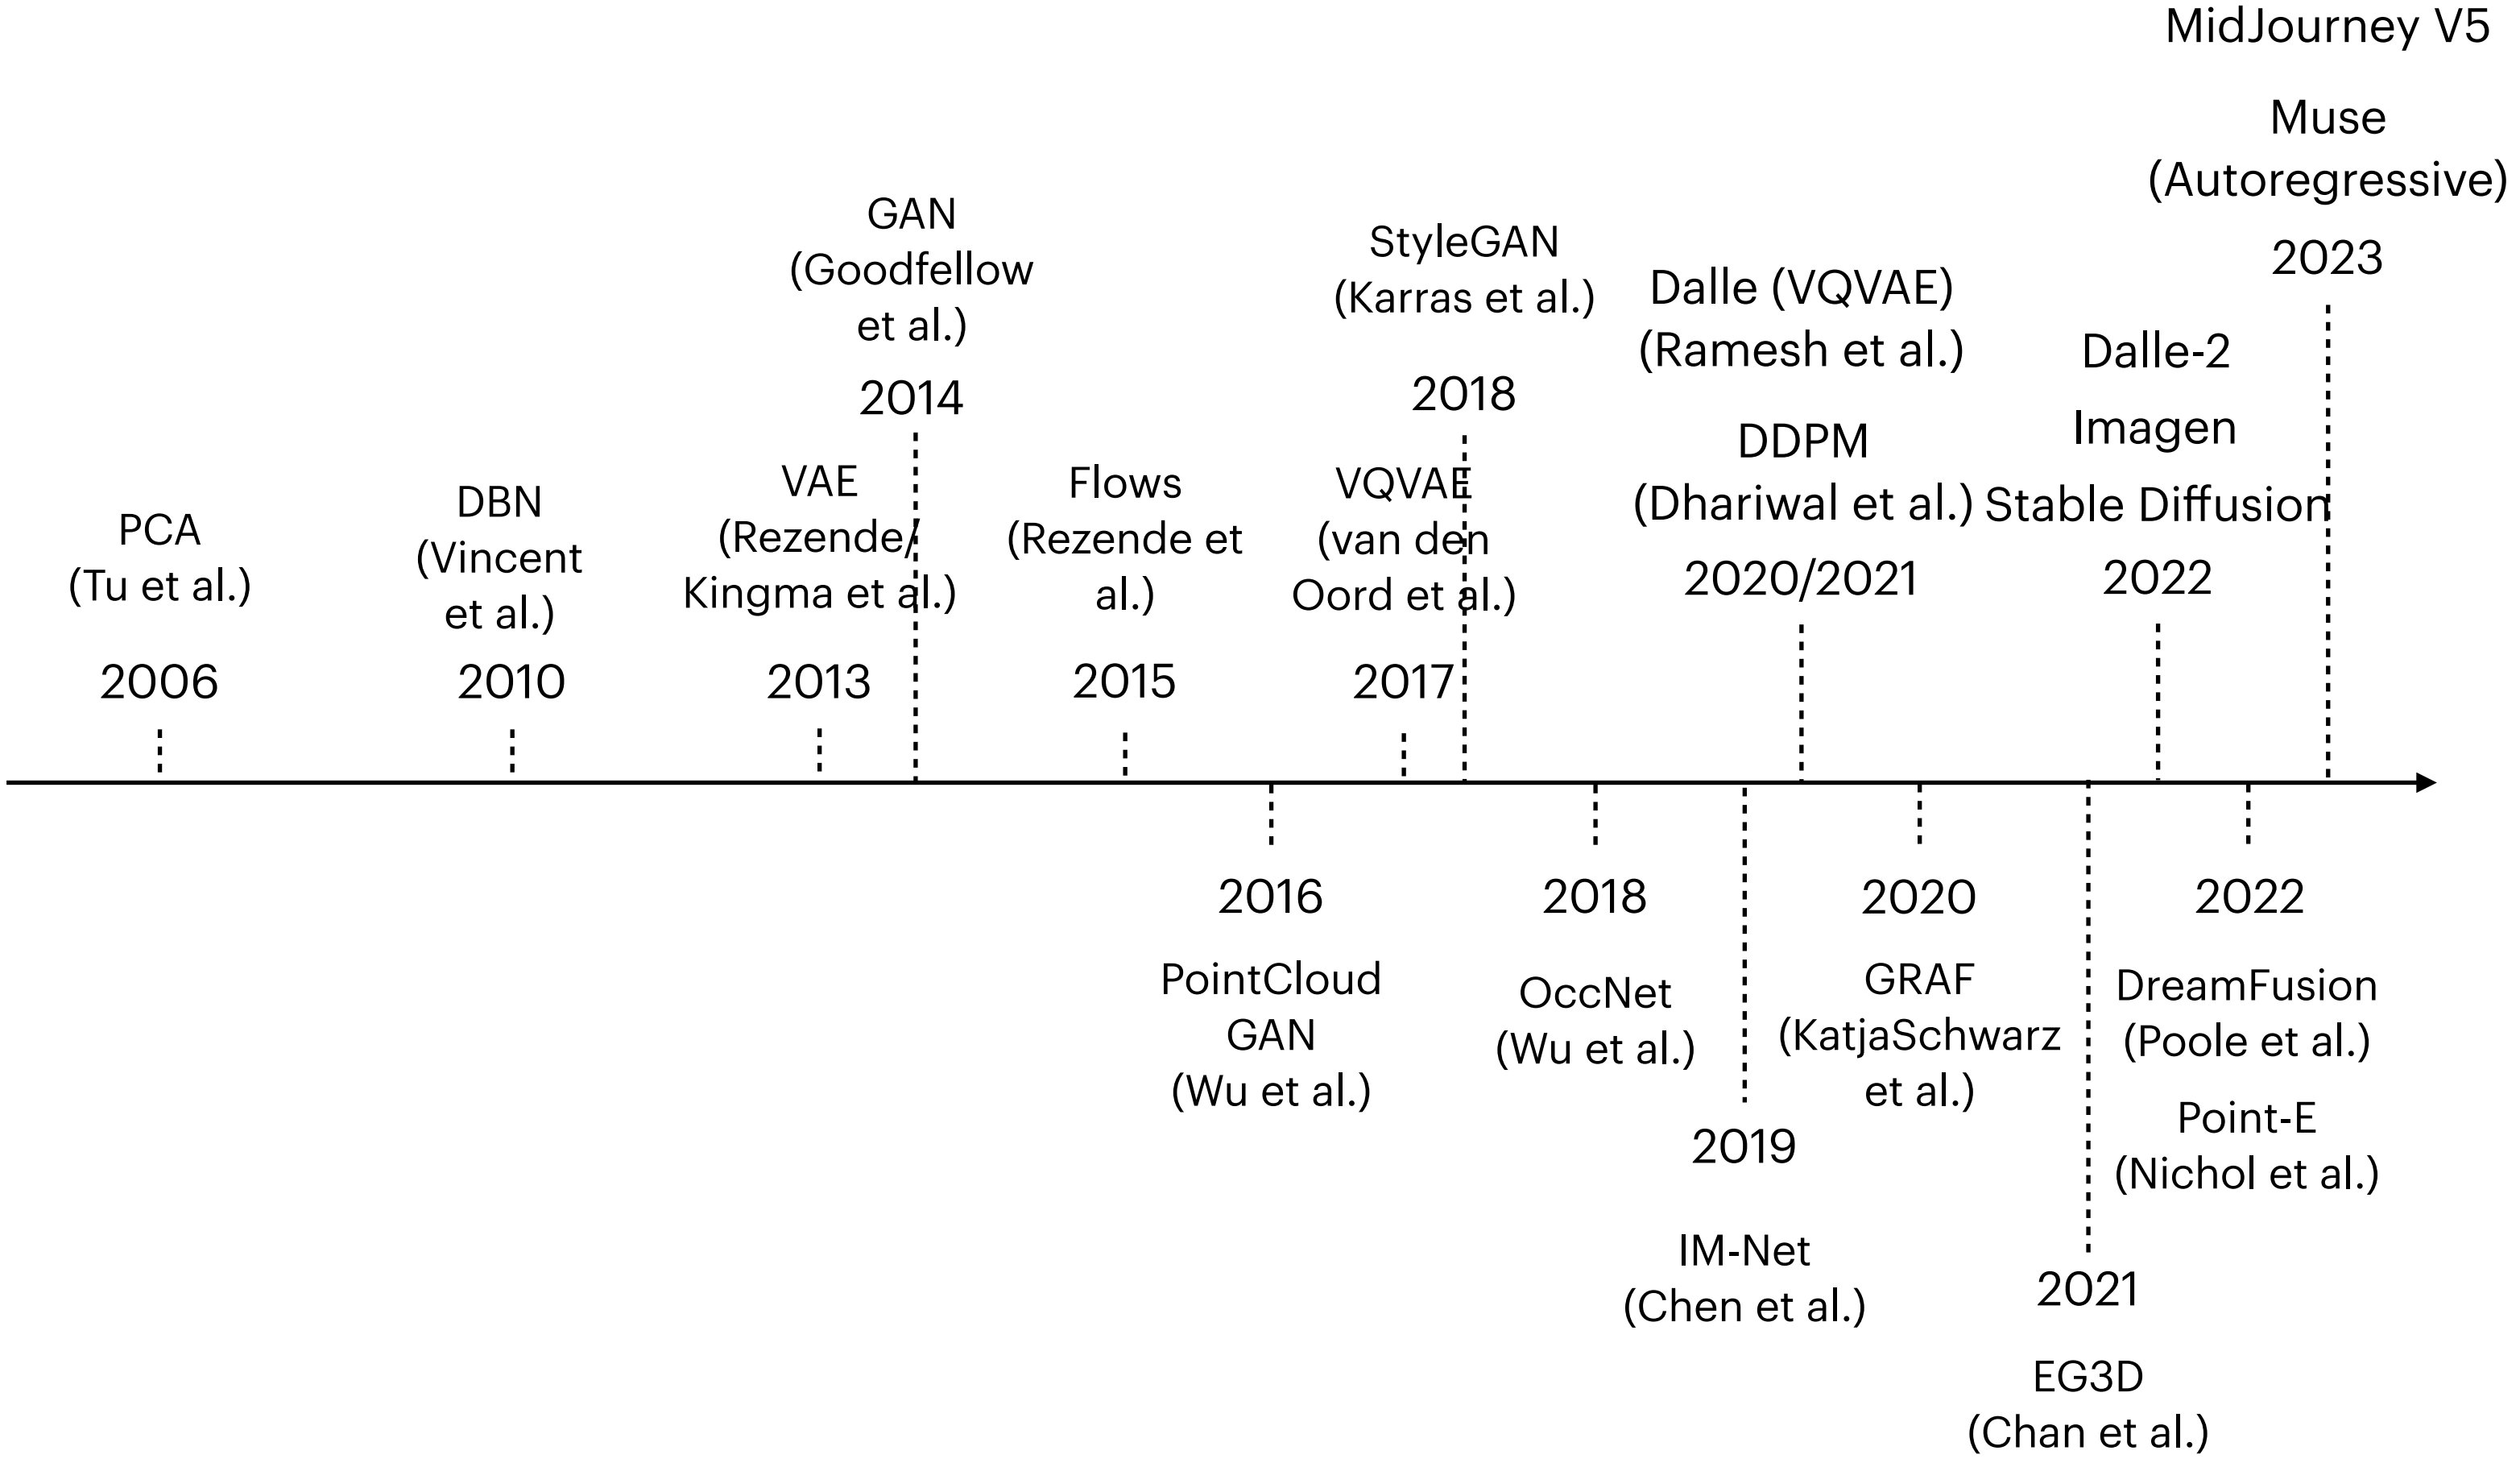 MidJourney V5
Muse
(Autoregressive)
2023
GAN
(Goodfellow
et al.)
2014
StyleGAN
(Karras et al.)
2018
Dalle (VQVAE)
(Ramesh et al.)
DDPM
(Dhariwal et al.)
2020/2021
Dalle-2
Imagen
Stable Diffusion
2022
PCA
(Tu et al.)
2006
DBN
(Vincent
et al.)
2010
VAE
(Rezende/
Kingma et al.)
2013
Flows
(Rezende et
al.)
2015
VQVAE
(van den
Oord et al.)
2017
2016
PointCloud
GAN
(Wu et al.)
2018
OccNet
(Wu et al.)
2019
IM-Net
(Chen et al.)
2020
GRAF
(KatjaSchwarz
et al.)
2021
EG3D
(Chan et al.)
2022
DreamFusion
(Poole et al.)
Point-E
(Nichol et al.)